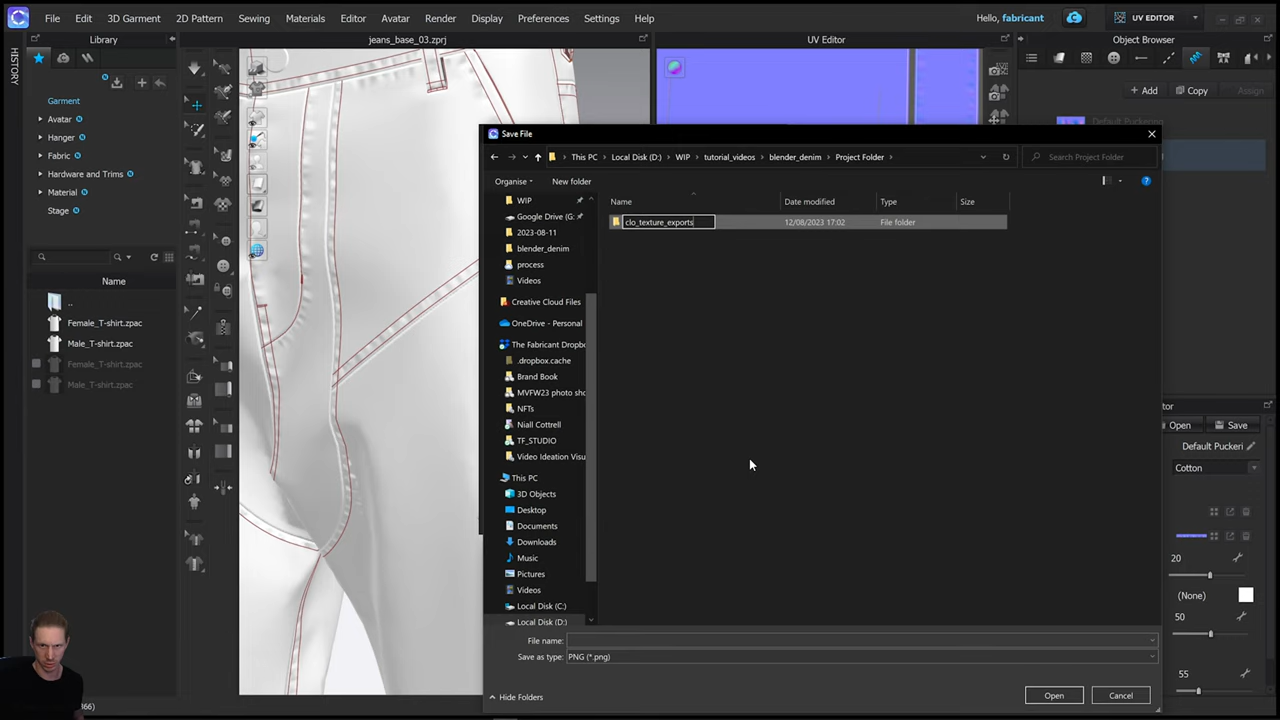 File Edit 3D Garment 2D Pattern Sewing Materials Editor Avatar Render Display Preferences Settings Help
Hello, fabricant
UV EDITOR
HISTORY
Library
jeans_base_03.zprj
UV Editor
Object Browser
Add Copy Assign
Default Puckering
Garment
Avatar
Hanger
Fabric
Hardware and Trims
Material
Stage
Name
..
Female_T-shirt.zpac
Male_T-shirt.zpac
Female_T-shirt.zpac
Male_T-shirt.zpac
Save File
This PC Local Disk (D:) WIP tutorial_videos blender_denim Project Folder
Search Project Folder
Organise New folder
Name Date modified Type Size
clo_texture_exports 12/08/2023 17:02 File folder
WIP
Google Drive (G:
2023-08-11
blender_denim
process
Videos
Creative Cloud Files
OneDrive - Personal
The Fabricant Dropb
.dropbox.cache
Brand Book
MVFW23 photo sho
NFTs
Niall Cottrell
TF_STUDIO
Video Ideation Visu
This PC
3D Objects
Desktop
Documents
Downloads
Music
Pictures
Videos
Local Disk (C:)
Local Disk (D:)
File name:
Save as type: PNG (*.png)
Hide Folders
Open Cancel
tor
Open Save
Default Puckeri
Cotton
20
(None)
50
55
366)